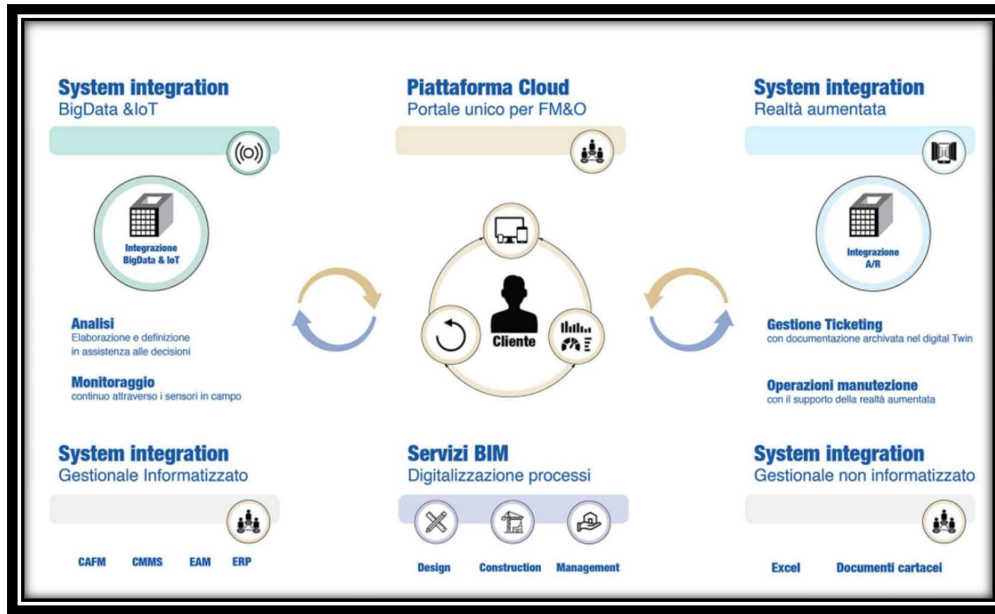 System integration
BigData &IoT
Integrazione
BigData & IoT
Analisi
Elaborazione e definizione
in assistenza alle decisioni
Monitoraggio
continuo attraverso i sensori in campo
Piattaforma Cloud
Portale unico per FM&O
Cliente
System integration
Realtà aumentata
Integrazione
A/R
Gestione Ticketing
con documentazione archivata nel digital Twin
Operazioni manutezione
con il supporto della realtà aumentata
System integration
Gestionale Informatizzato
CAFM CMMS EAM ERP
Servizi BIM
Digitalizzazione processi
Design Construction Management
System integration
Gestionale non informatizzato
Excel Documenti cartacei